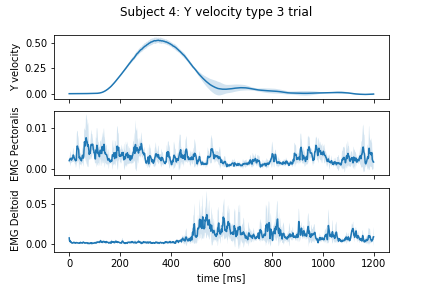 Subject 4: Y velocity type 3 trial
Y velocity
0.50
0.25
0.00
EMG Pectoralis
0.01
0.00
EMG Deltoid
0.05
0.00
0 200 400 600 800 1000 1200
time [ms]